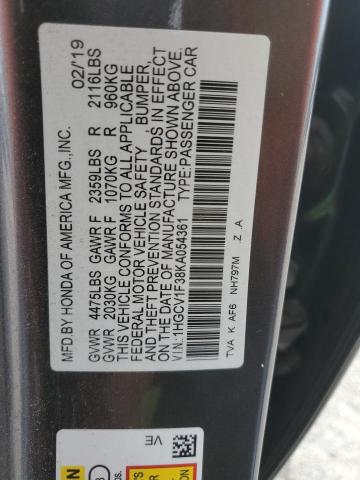 MFD.BY HONDA OF AMERICA MFG.,INC. 02/'19
GVWR 4475LBS GAWR F 2359LBS R 2116LBS
GVWR 2030KG GAWR F 1070KG R 960KG
THIS VEHICLE CONFORMS TO ALL APPLICABLE
FEDERAL MOTOR VEHICLE SAFETY , BUMPER,
AND THEFT PREVENTION STANDARDS IN EFFECT
ON THE DATE OF MANUFACTURE SHOWN ABOVE.
V.I.N.:1HGCV1F38KA054361 TYPE:PASSENGER CAR
TVA K AF6 NH797M .Z .A
VE